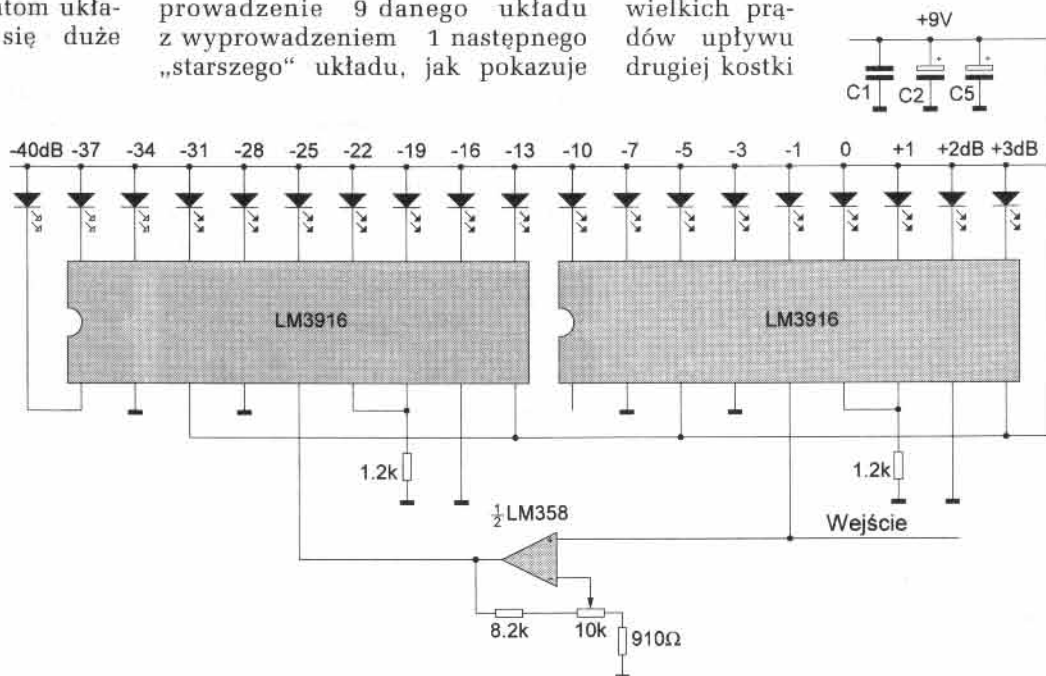 ntom ukła-
się duże
prowadzenie 9 danego układu
z wyprowadzeniem 1 następnego
„starszego“ układu, jak pokazuje
wielkich prą-
dów upływu
drugiej kostki
+9V
C1 C2 C5
-40dB -37 -34 -31 -28 -25 -22 -19 -16 -13 -10 -7 -5 -3 -1 0 +1 +2dB +3dB
LM3916 LM3916
1.2k 1.2k
½LM358
Wejście
8.2k 10k 910Ω